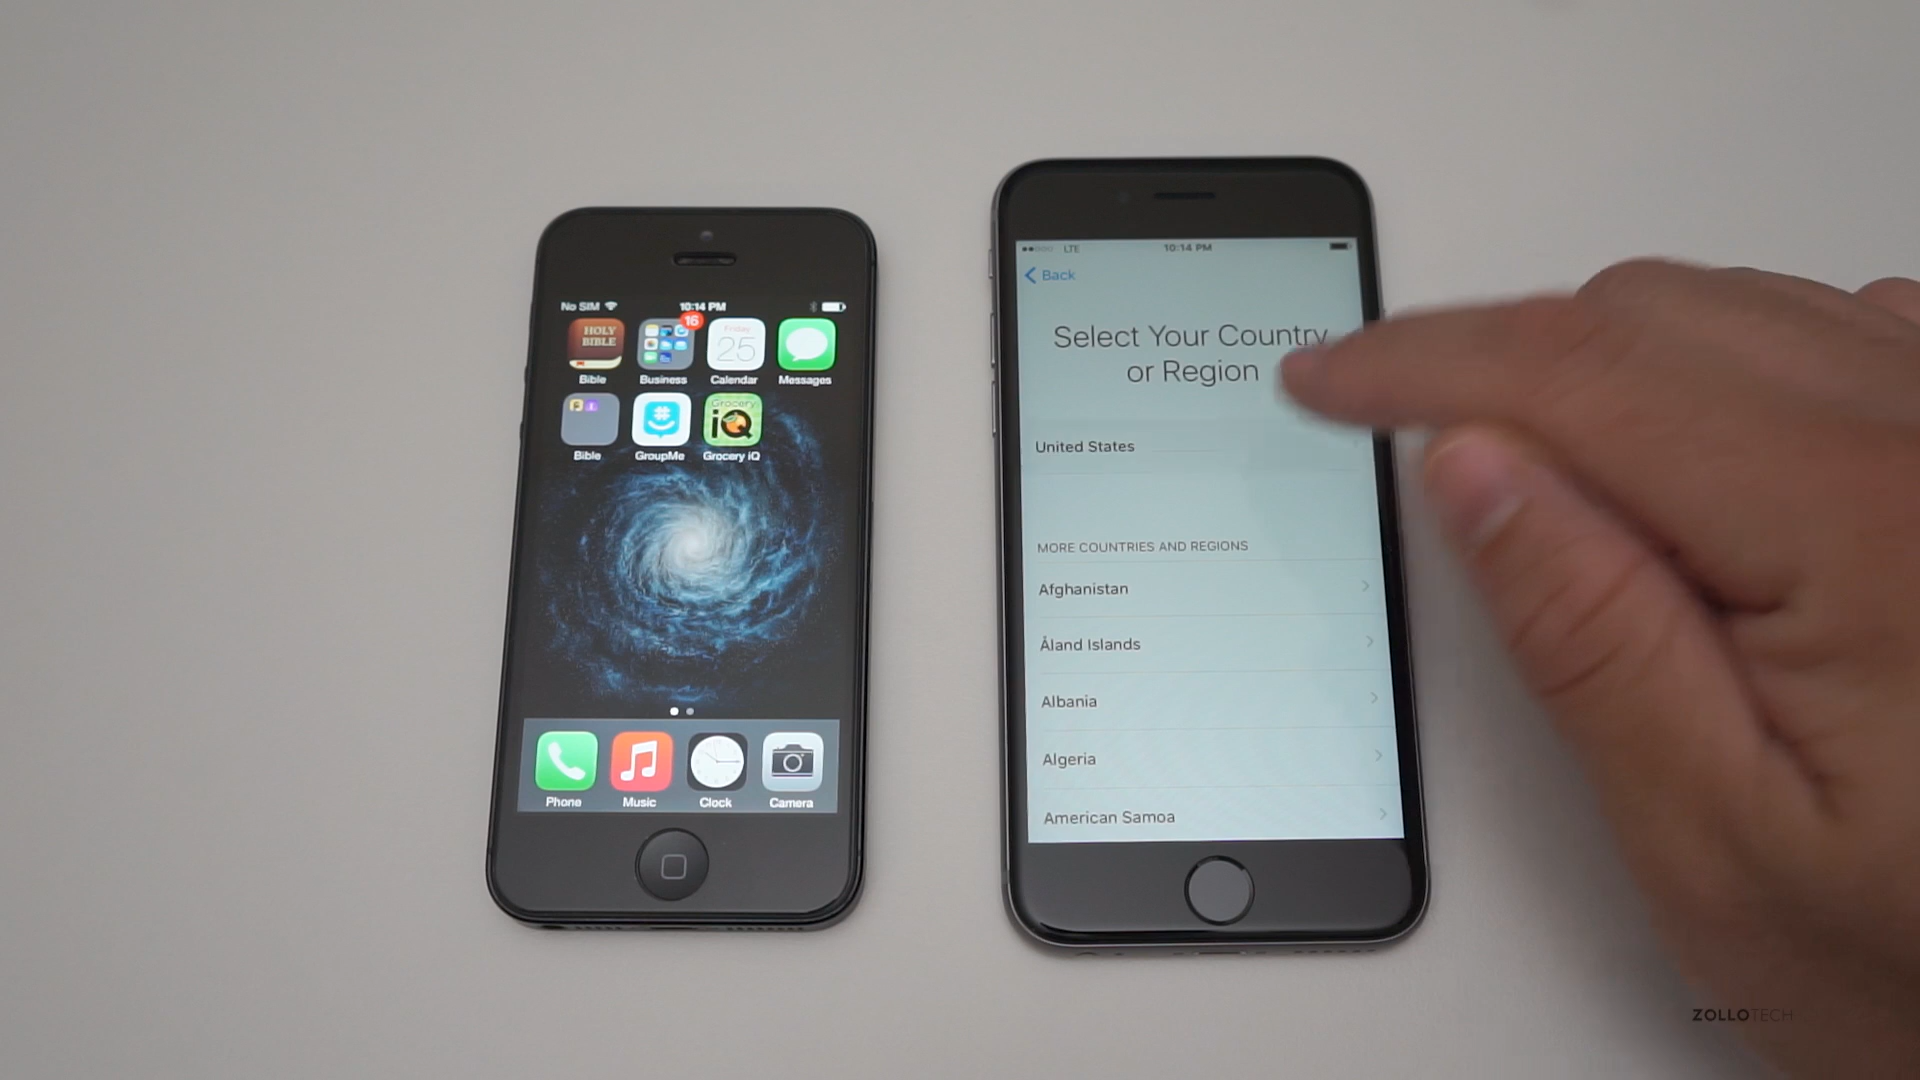 No SIM
10:14 PM
HOLY
BIBLE
16
Friday
25
Bible
Business
Calendar
Messages
Grocery
iQ
Bible
GroupMe
Grocery iQ
Phone
Music
Clock
Camera
LTE
10:14 PM
Back
Select Your Country
or Region
United States
MORE COUNTRIES AND REGIONS
Afghanistan
Åland Islands
Albania
Algeria
American Samoa
ZOLLOTECH